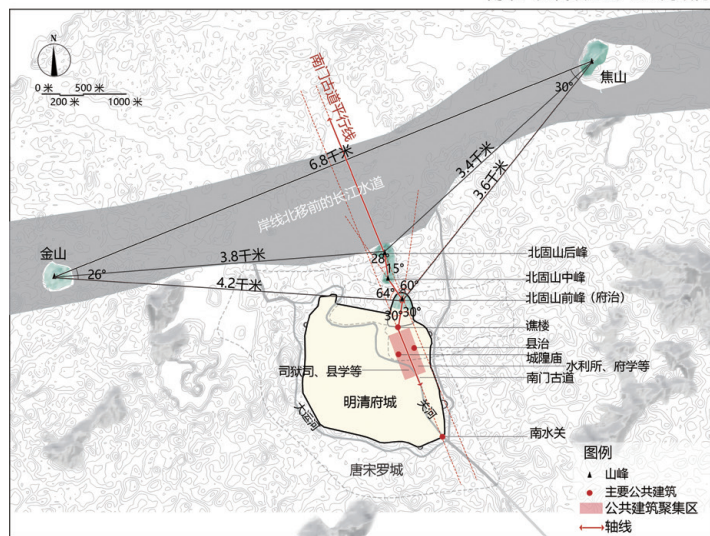 N
0 米 500 米
200 米 1000 米
南门古道平行线
焦山
30°
6.8千米
3.4千米
3.6千米
岸线北移前的长江水道
金山
26°
3.8千米
4.2千米
28°
15°
64°
60°
30°
30°
北固山后峰
北固山中峰
北固山前峰（府治）
谯楼
县治
城隍庙
水利所、府学等
司狱司、县学等
南门古道
明清府城
关河
大运河
南水关
唐宋罗城
图例
山峰
主要公共建筑
公共建筑聚集区
轴线